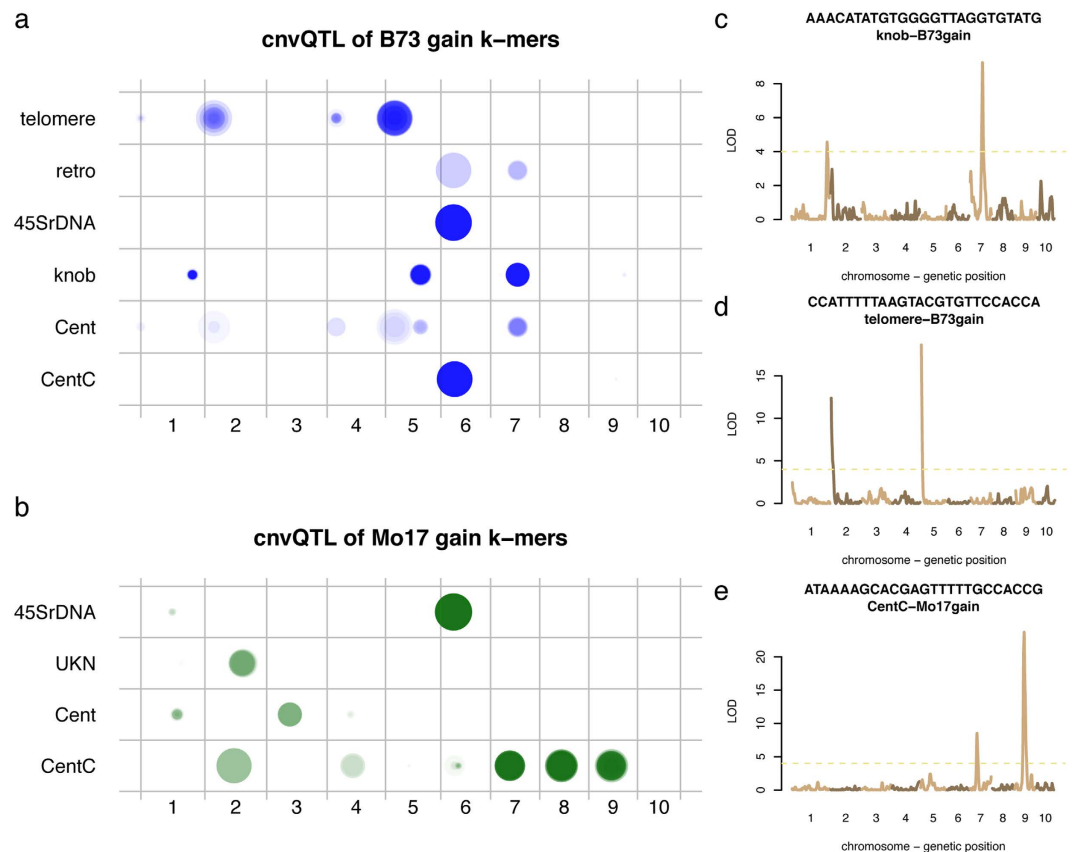 a
cnvQTL of B73 gain k−mers
telomere
retro
45SrDNA
knob
Cent
CentC
1 2 3 4 5 6 7 8 9 10
b
cnvQTL of Mo17 gain k−mers
45SrDNA
UKN
Cent
CentC
1 2 3 4 5 6 7 8 9 10
c
AAACATATGTGGGGTTAGGTGTATG
knob−B73gain
LOD
8
6
4
2
0
1 2 3 4 5 6 7 8 9 10
chromosome − genetic position
d
CCATTTTTAAGTACGTGTTCCACCA
telomere−B73gain
LOD
15
10
5
0
1 2 3 4 5 6 7 8 9 10
chromosome − genetic position
e
ATAAAAGCACGAGTTTTTGCCACCG
CentC−Mo17gain
LOD
20
15
10
5
0
1 2 3 4 5 6 7 8 9 10
chromosome − genetic position